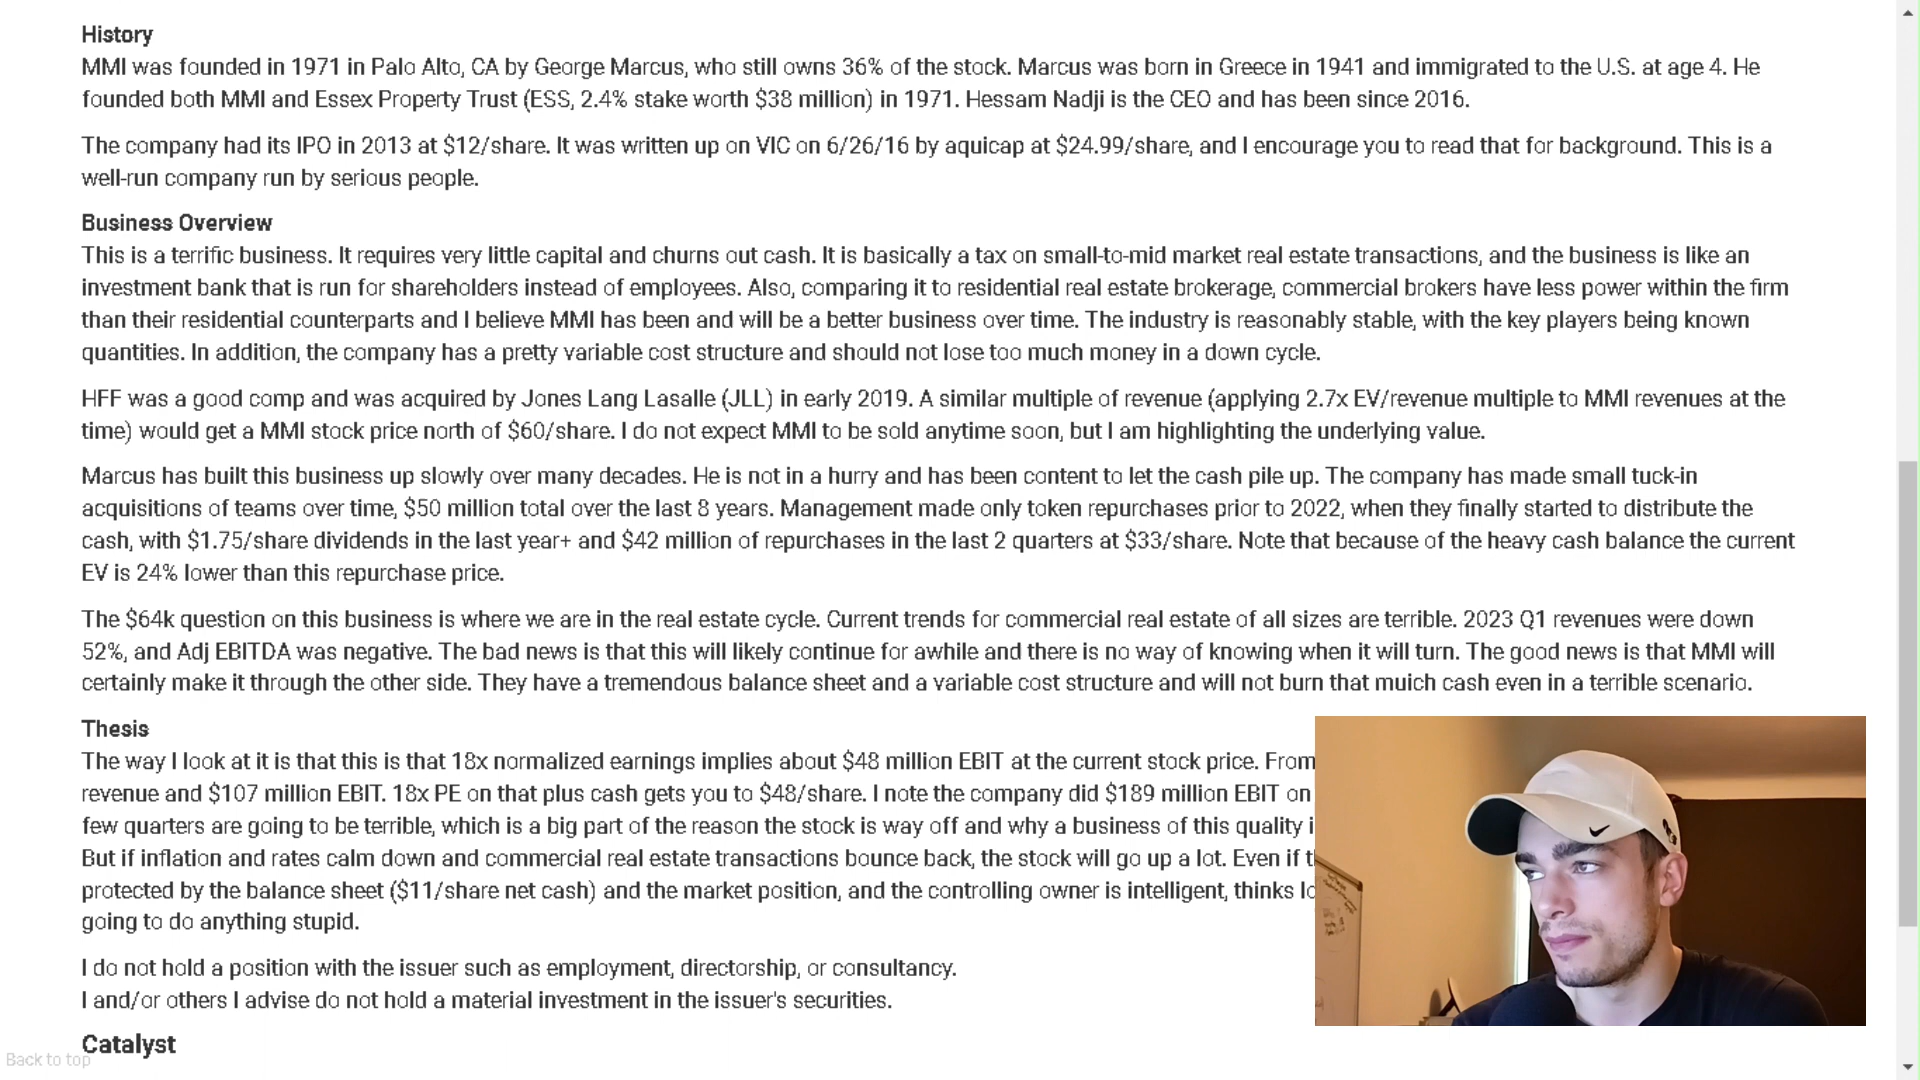 History
MMI was founded in 1971 in Palo Alto, CA by George Marcus, who still owns 36% of the stock. Marcus was born in Greece in 1941 and immigrated to the U.S. at age 4. He
founded both MMI and Essex Property Trust (ESS, 2.4% stake worth $38 million) in 1971. Hessam Nadji is the CEO and has been since 2016.
The company had its IPO in 2013 at $12/share. It was written up on VIC on 6/26/16 by aquicap at $24.99/share, and I encourage you to read that for background. This is a
well-run company run by serious people.
Business Overview
This is a terrific business. It requires very little capital and churns out cash. It is basically a tax on small-to-mid market real estate transactions, and the business is like an
investment bank that is run for shareholders instead of employees. Also, comparing it to residential real estate brokerage, commercial brokers have less power within the firm
than their residential counterparts and I believe MMI has been and will be a better business over time. The industry is reasonably stable, with the key players being known
quantities. In addition, the company has a pretty variable cost structure and should not lose too much money in a down cycle.
HFF was a good comp and was acquired by Jones Lang Lasalle (JLL) in early 2019. A similar multiple of revenue (applying 2.7x EV/revenue multiple to MMI revenues at the
time) would get a MMI stock price north of $60/share. I do not expect MMI to be sold anytime soon, but I am highlighting the underlying value.
Marcus has built this business up slowly over many decades. He is not in a hurry and has been content to let the cash pile up. The company has made small tuck-in
acquisitions of teams over time, $50 million total over the last 8 years. Management made only token repurchases prior to 2022, when they finally started to distribute the
cash, with $1.75/share dividends in the last year+ and $42 million of repurchases in the last 2 quarters at $33/share. Note that because of the heavy cash balance the current
EV is 24% lower than this repurchase price.
The $64k question on this business is where we are in the real estate cycle. Current trends for commercial real estate of all sizes are terrible. 2023 Q1 revenues were down
52%, and Adj EBITDA was negative. The bad news is that this will likely continue for awhile and there is no way of knowing when it will turn. The good news is that MMI will
certainly make it through the other side. They have a tremendous balance sheet and a variable cost structure and will not burn that muich cash even in a terrible scenario.
Thesis
The way I look at it is that this is that 18x normalized earnings implies about $48 million EBIT at the current stock price. From
revenue and $107 million EBIT. 18x PE on that plus cash gets you to $48/share. I note the company did $189 million EBIT on
few quarters are going to be terrible, which is a big part of the reason the stock is way off and why a business of this quality
But if inflation and rates calm down and commercial real estate transactions bounce back, the stock will go up a lot. Even if
protected by the balance sheet ($11/share net cash) and the market position, and the controlling owner is intelligent, thinks
going to do anything stupid.
I do not hold a position with the issuer such as employment, directorship, or consultancy.
I and/or others I advise do not hold a material investment in the issuer's securities.
Catalyst
Back to top